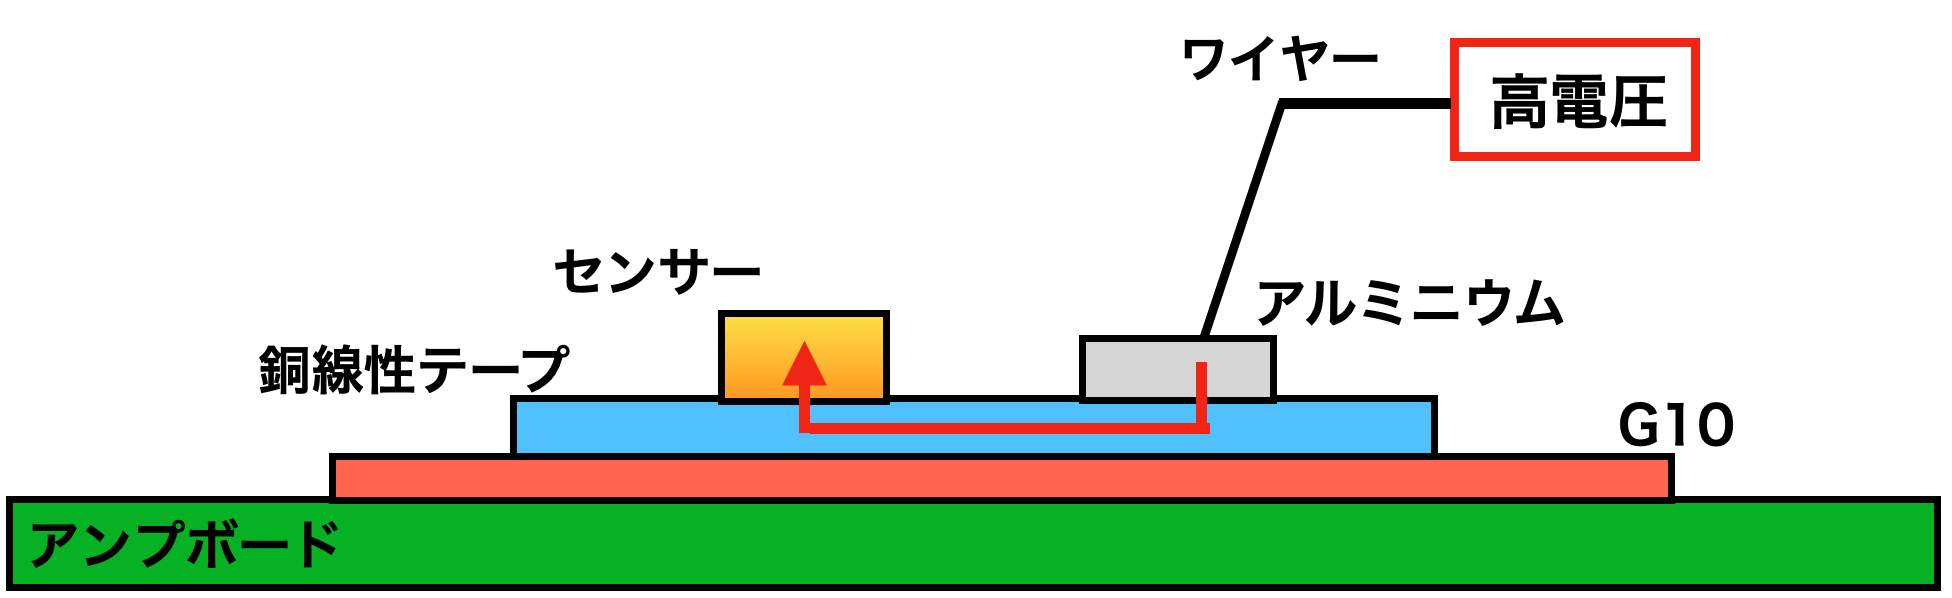 ワイヤー
高電圧
センサー
アルミニウム
銅線性テープ
G10
アンプボード